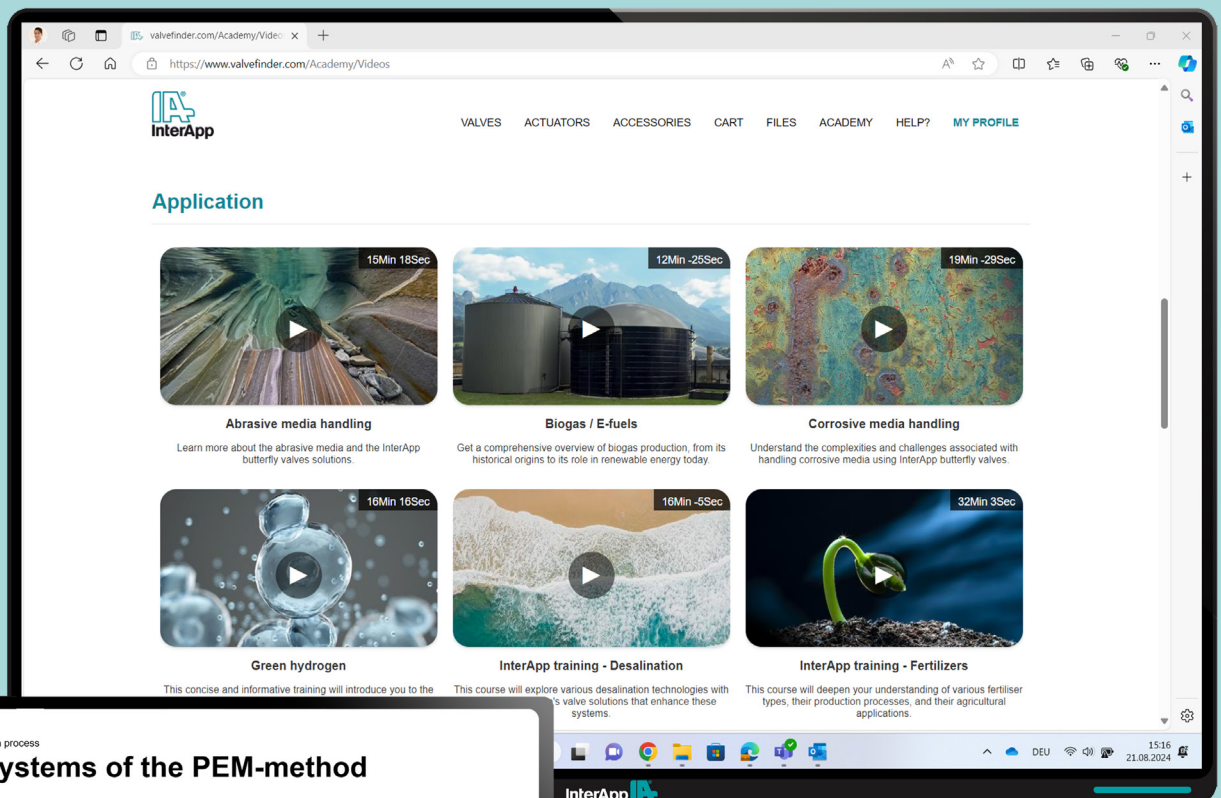 valvefinder.com/Academy/Video
https://www.valvefinder.com/Academy/Videos
InterApp
VALVES ACTUATORS ACCESSORIES CART FILES ACADEMY HELP? MY PROFILE
Application
15Min 18Sec
12Min -25Sec
19Min -29Sec
Abrasive media handling
Learn more about the abrasive media and the InterApp
butterfly valves solutions.
Biogas / E-fuels
Get a comprehensive overview of biogas production, from its
historical origins to its role in renewable energy today.
Corrosive media handling
Understand the complexities and challenges associated with
handling corrosive media using InterApp butterfly valves.
16Min 16Sec
16Min -5Sec
32Min 3Sec
Green hydrogen
This concise and informative training will introduce you to the
InterApp training - Desalination
This course will explore various desalination technologies with
valve solutions that enhance these
systems.
InterApp training - Fertilizers
This course will deepen your understanding of various fertiliser
types, their production processes, and their agricultural
applications.
process
ystems of the PEM-method
DEU
15:16
21.08.2024
InterApp